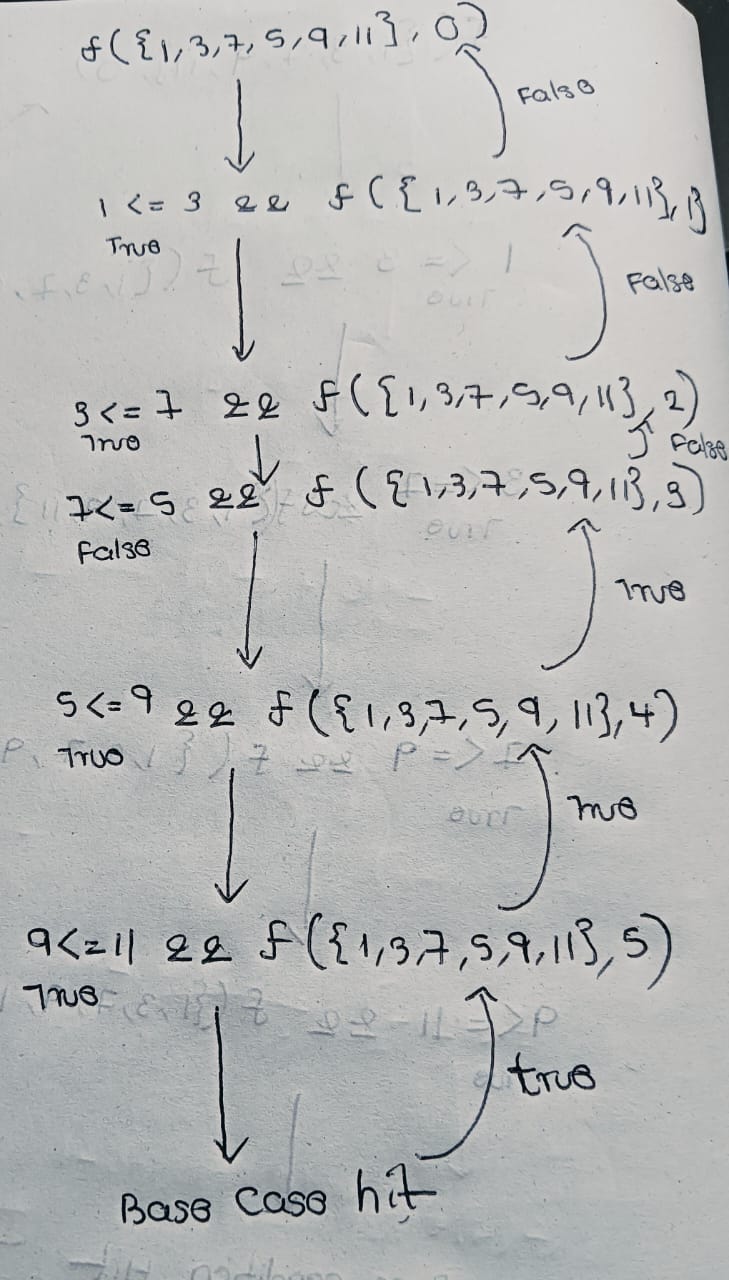 f({1,3,7,5,9,11}, 0)
False
1 <= 3 && f({1,3,7,5,9,11},1)
True
False
3 <= 7 && f({1,3,7,5,9,11},2)
True
False
7 <= 5 && f({1,3,7,5,9,11},3)
False
True
5 <= 9 && f({1,3,7,5,9,11},4)
True
True
9 <= 11 && f({1,3,7,5,9,11},5)
True
true
Base case hit